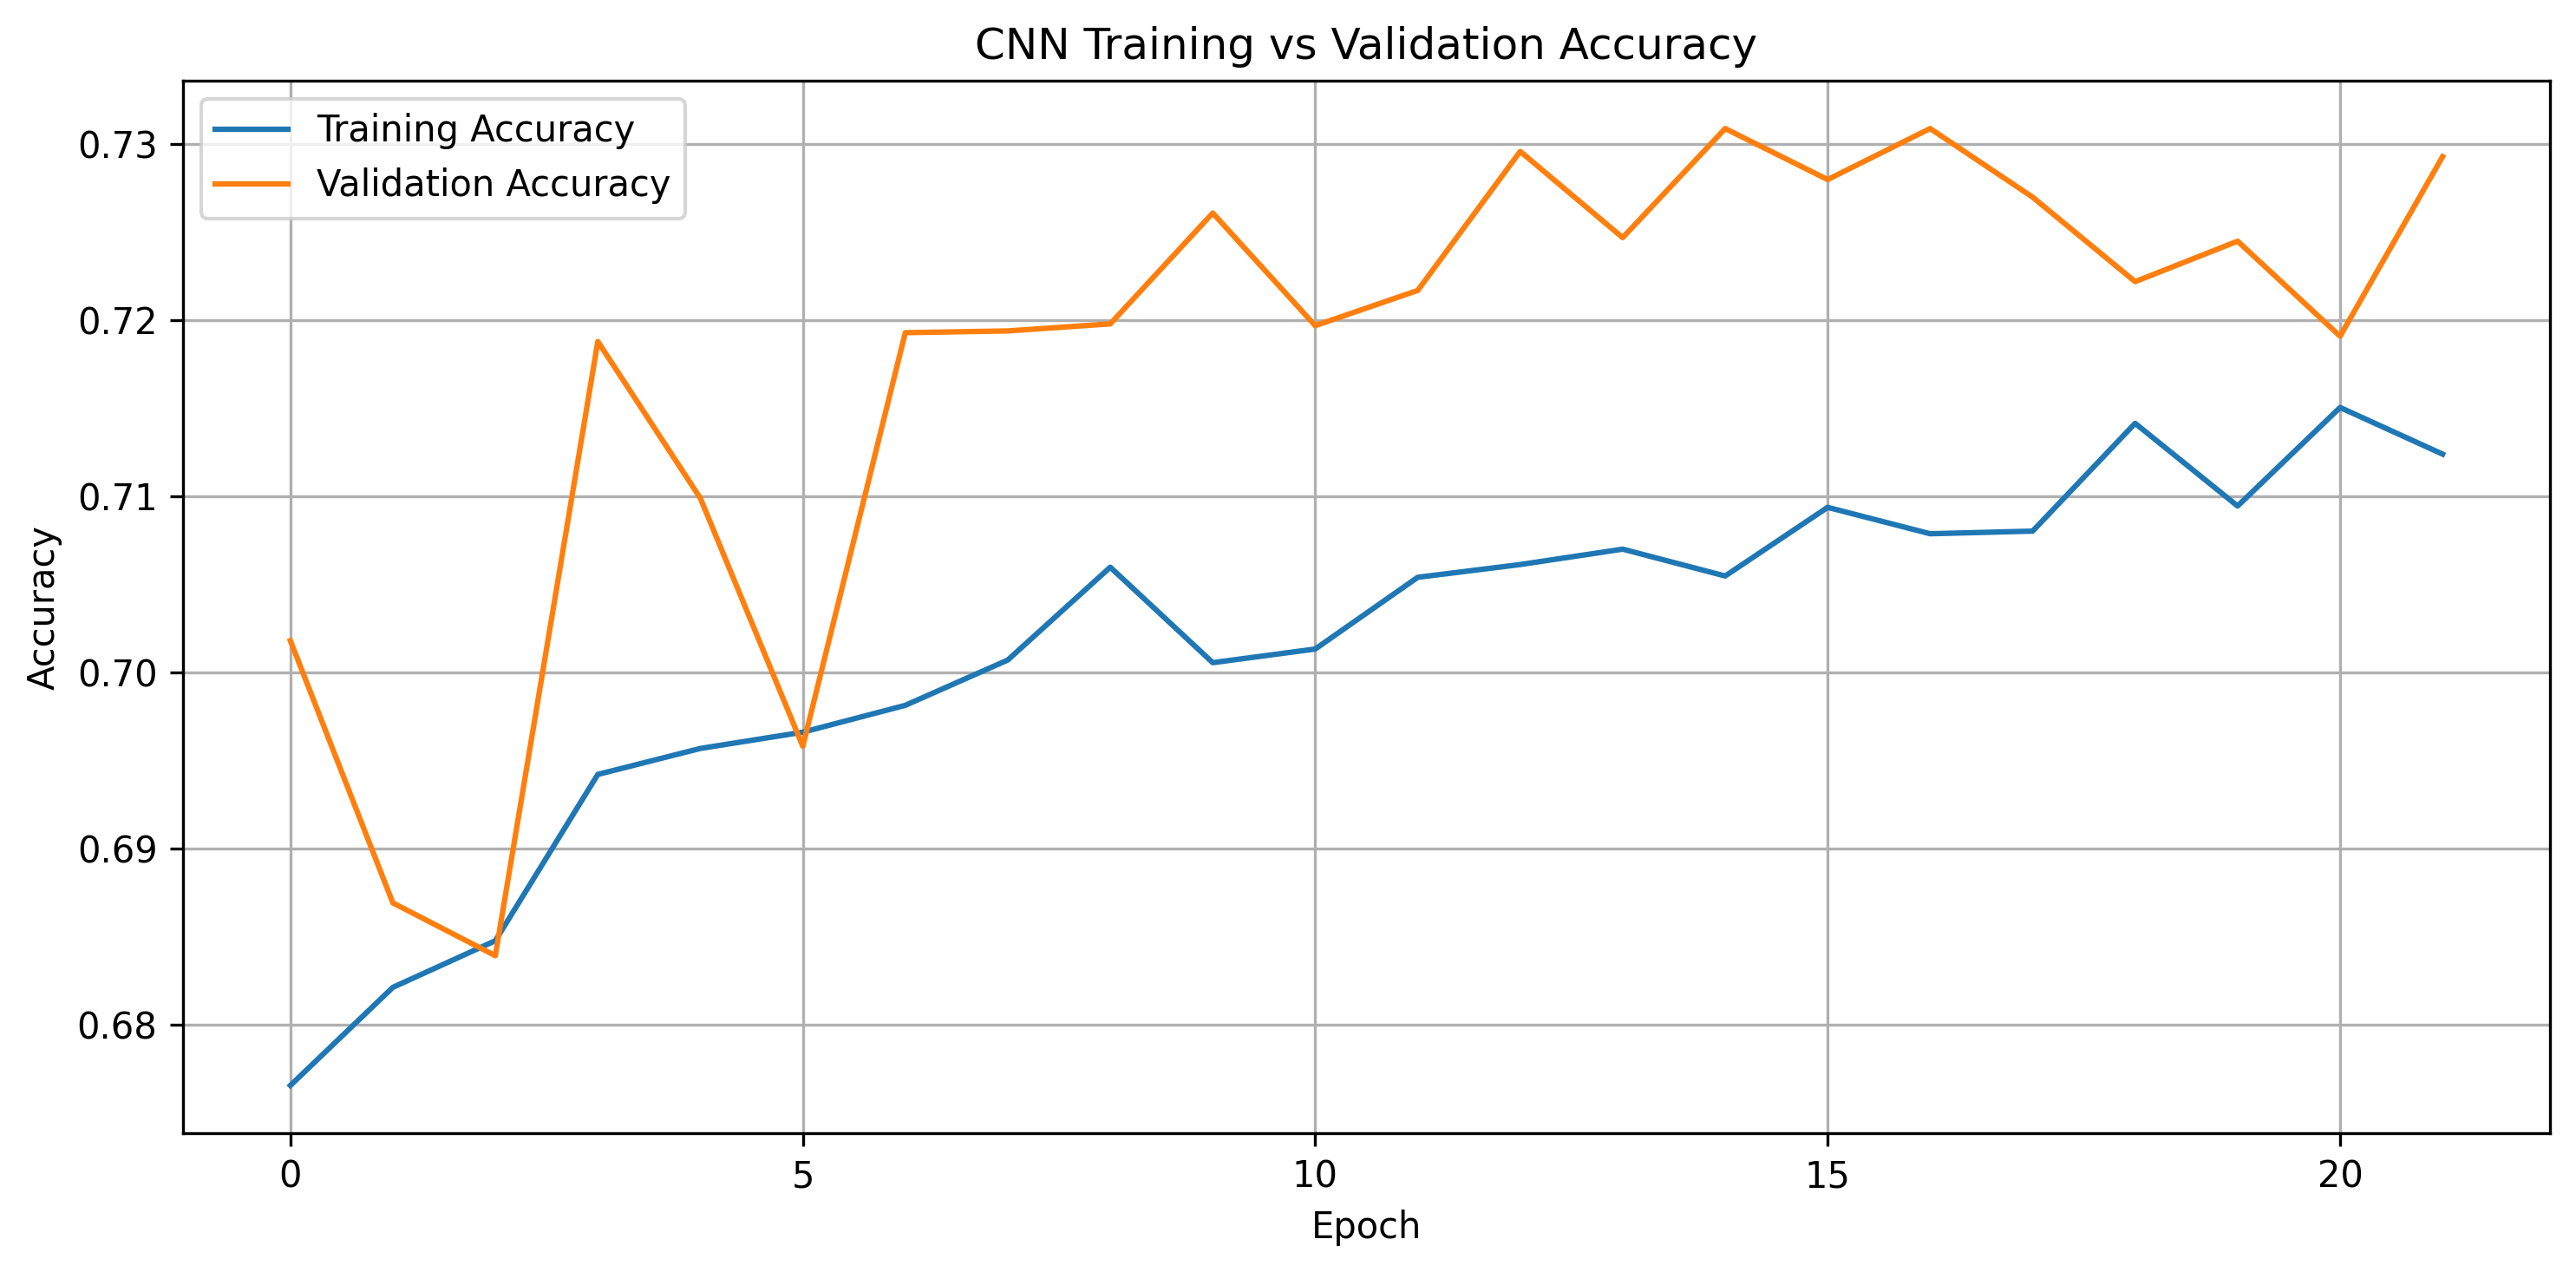 CNN Training vs Validation Accuracy
Training Accuracy
Validation Accuracy
0.73
0.72
0.71
0.70
0.69
0.68
Accuracy
0 5 10 15 20
Epoch